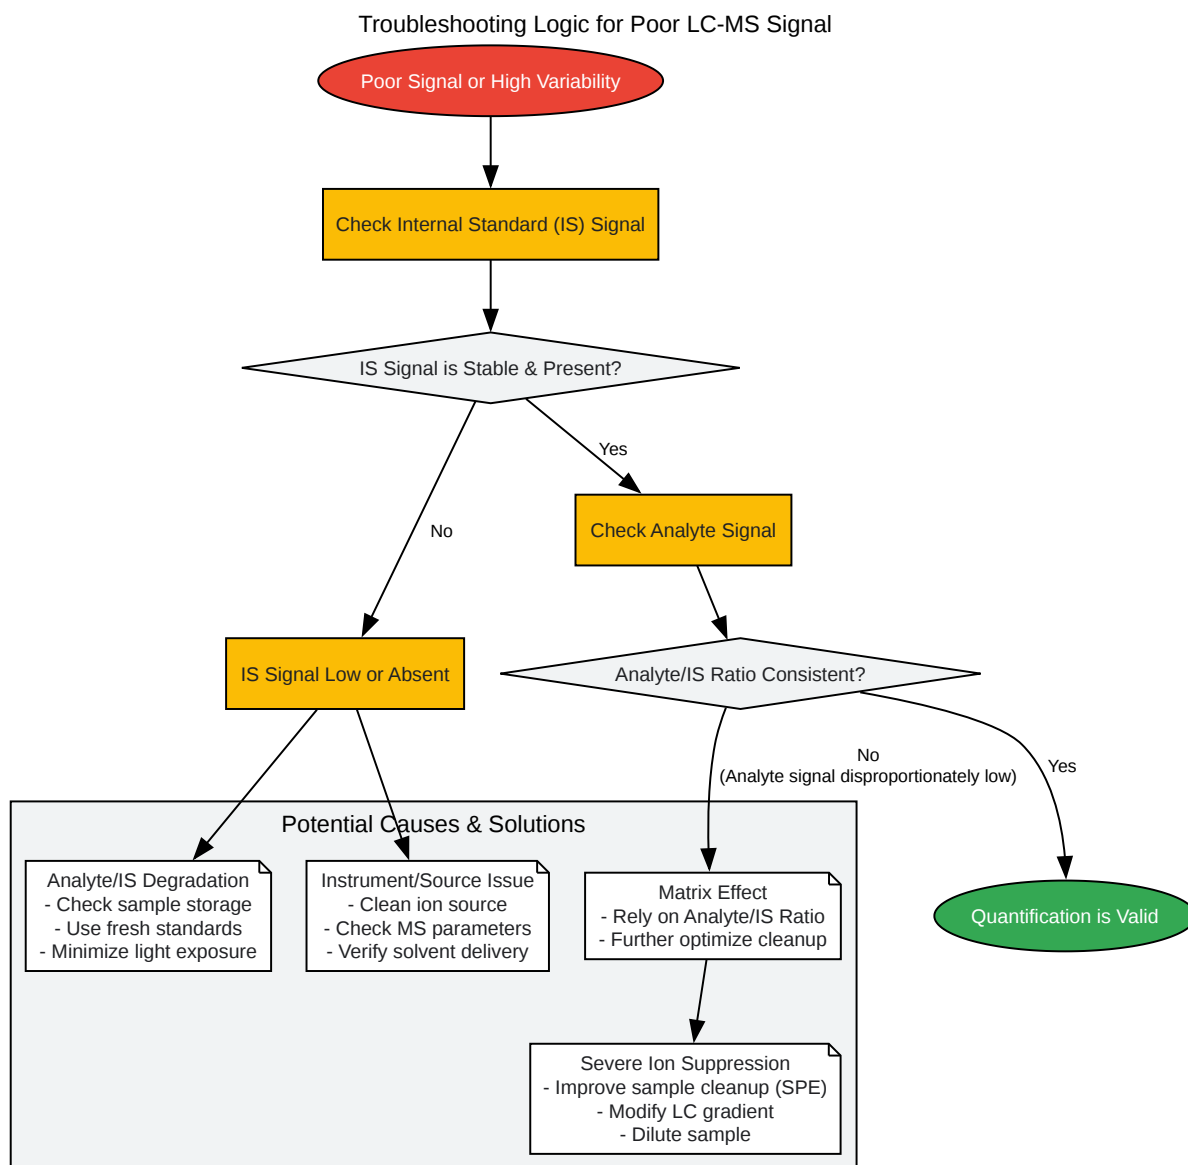 Troubleshooting Logic for Poor LC-MS Signal
Poor Signal or High Variability
Check Internal Standard (IS) Signal
IS Signal is Stable & Present?
Yes
No
Check Analyte Signal
IS Signal Low or Absent
Analyte/IS Ratio Consistent?
No
(Analyte signal disproportionately low)
Yes
Potential Causes & Solutions
Analyte/IS Degradation
- Check sample storage
- Use fresh standards
- Minimize light exposure
Instrument/Source Issue
- Clean ion source
- Check MS parameters
- Verify solvent delivery
Matrix Effect
- Rely on Analyte/IS Ratio
- Further optimize cleanup
Quantification is Valid
Severe Ion Suppression
- Improve sample cleanup (SPE)
- Modify LC gradient
- Dilute sample